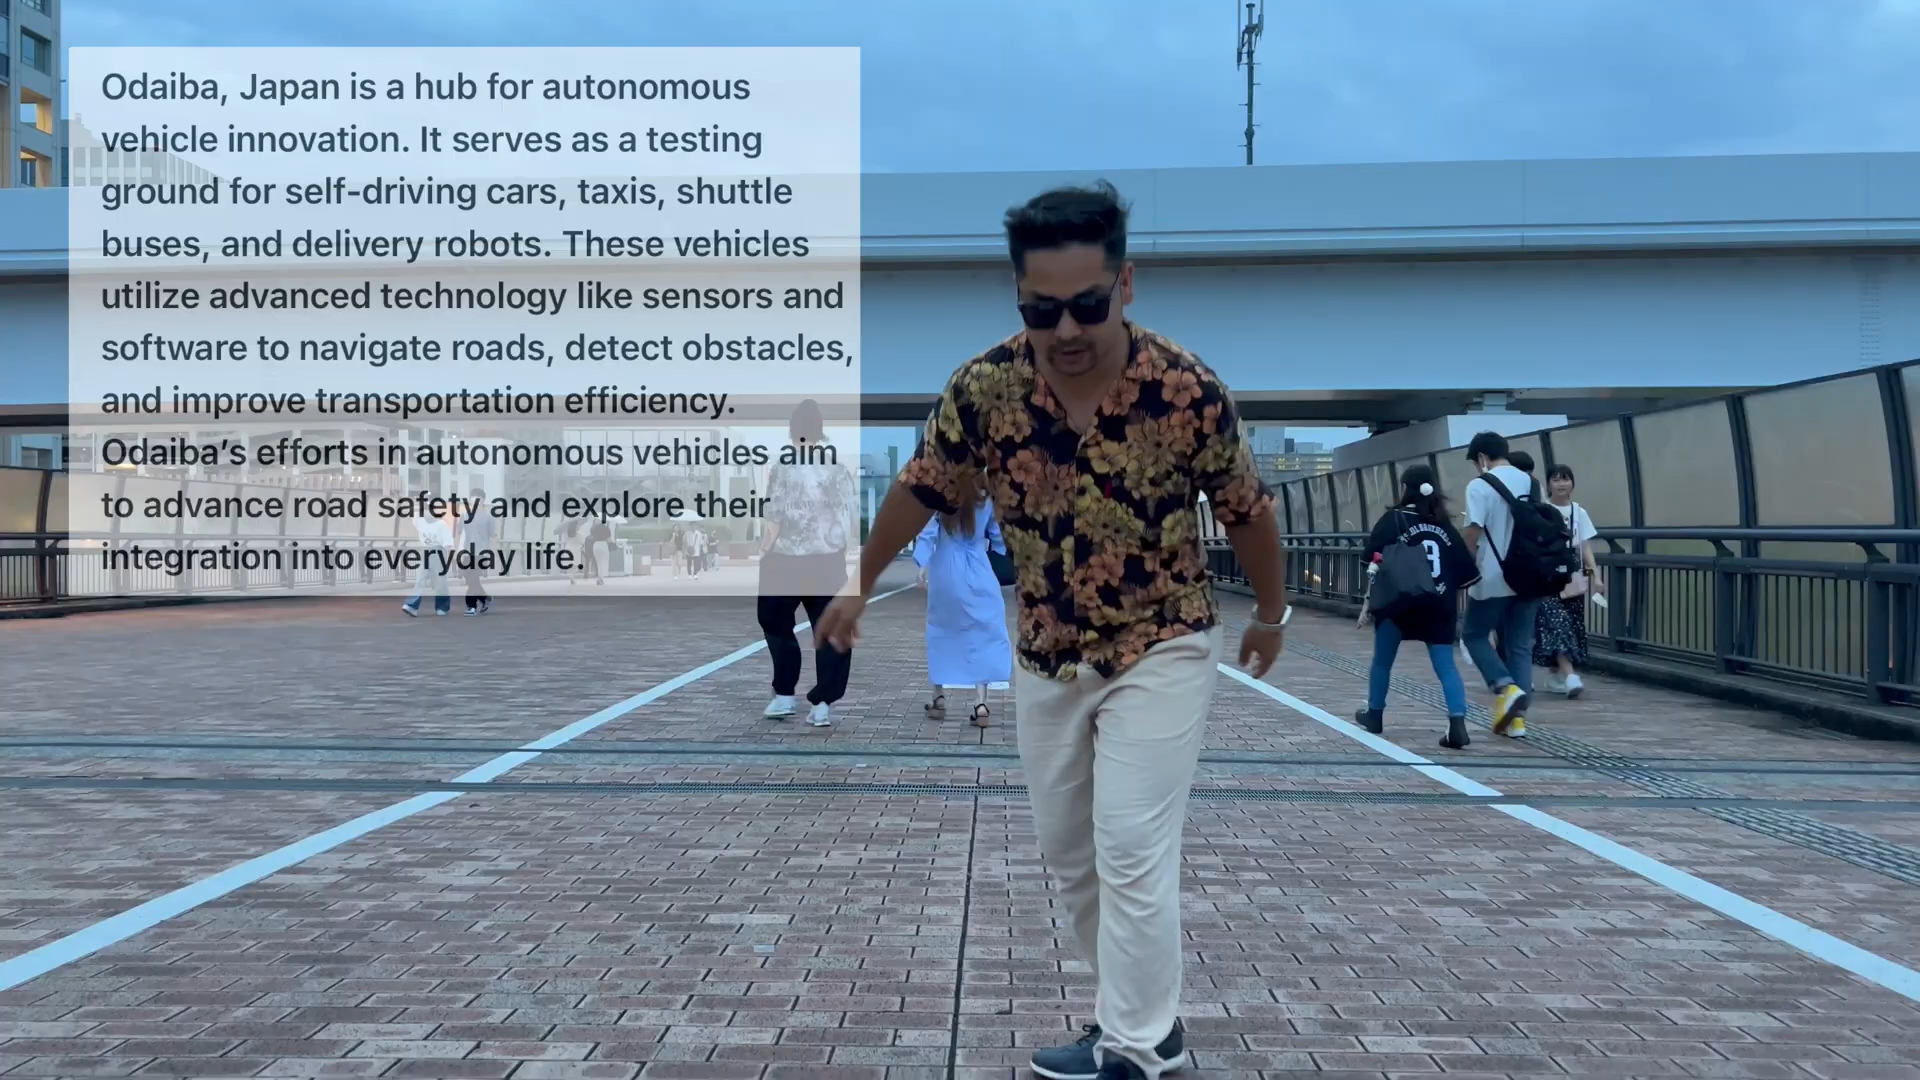 Odaiba, Japan is a hub for autonomous
vehicle innovation. It serves as a testing
ground for self-driving cars, taxis, shuttle
buses, and delivery robots. These vehicles
utilize advanced technology like sensors and
software to navigate roads, detect obstacles,
and improve transportation efficiency.
Odaiba’s efforts in autonomous vehicles aim
to advance road safety and explore their
integration into everyday life.